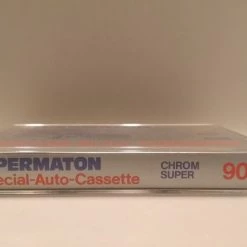 PERMATON
ecial-Auto-Cassette
CHROM
SUPER
90